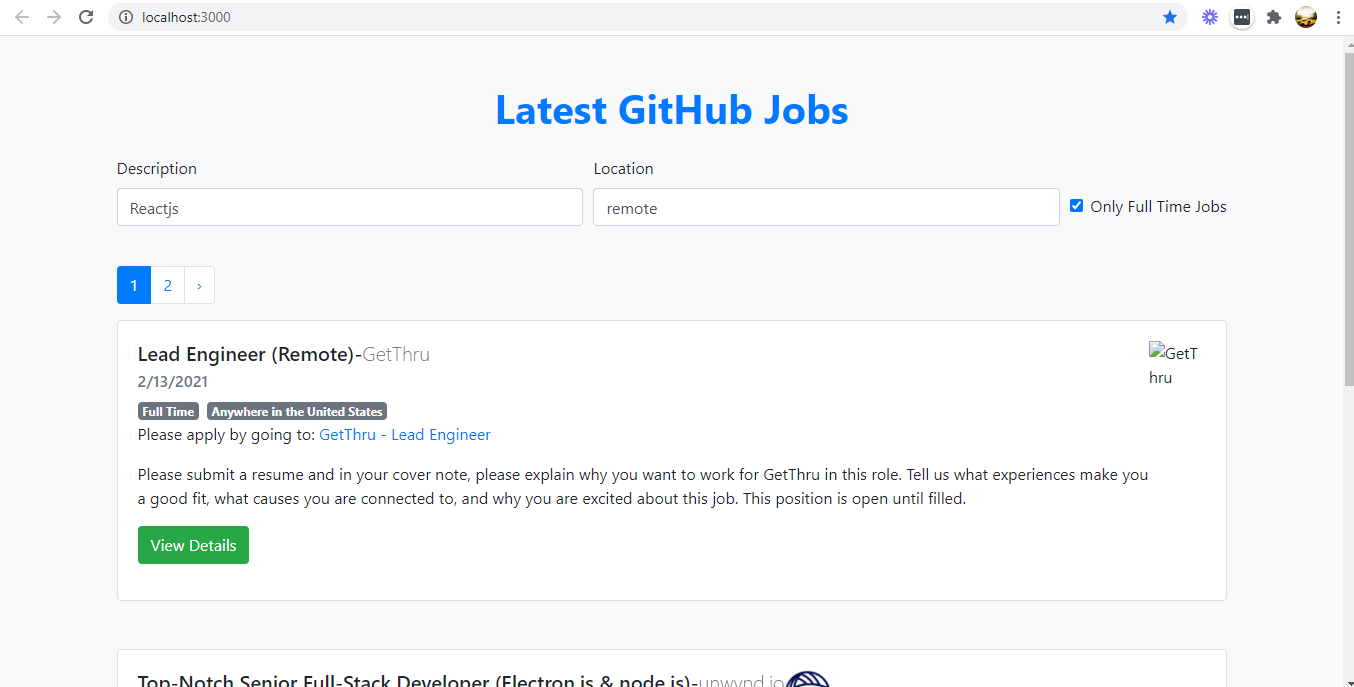 localhost:3000
Latest GitHub Jobs
Description
Location
Reactjs
remote
Only Full Time Jobs
1 2 ›
Lead Engineer (Remote)-GetThru
GetT
hru
2/13/2021
Full Time Anywhere in the United States
Please apply by going to: GetThru - Lead Engineer
Please submit a resume and in your cover note, please explain why you want to work for GetThru in this role. Tell us what experiences make you
a good fit, what causes you are connected to, and why you are excited about this job. This position is open until filled.
View Details
Top-Notch Senior Full-Stack Developer (Electron.js & node.js)-unwynd.io